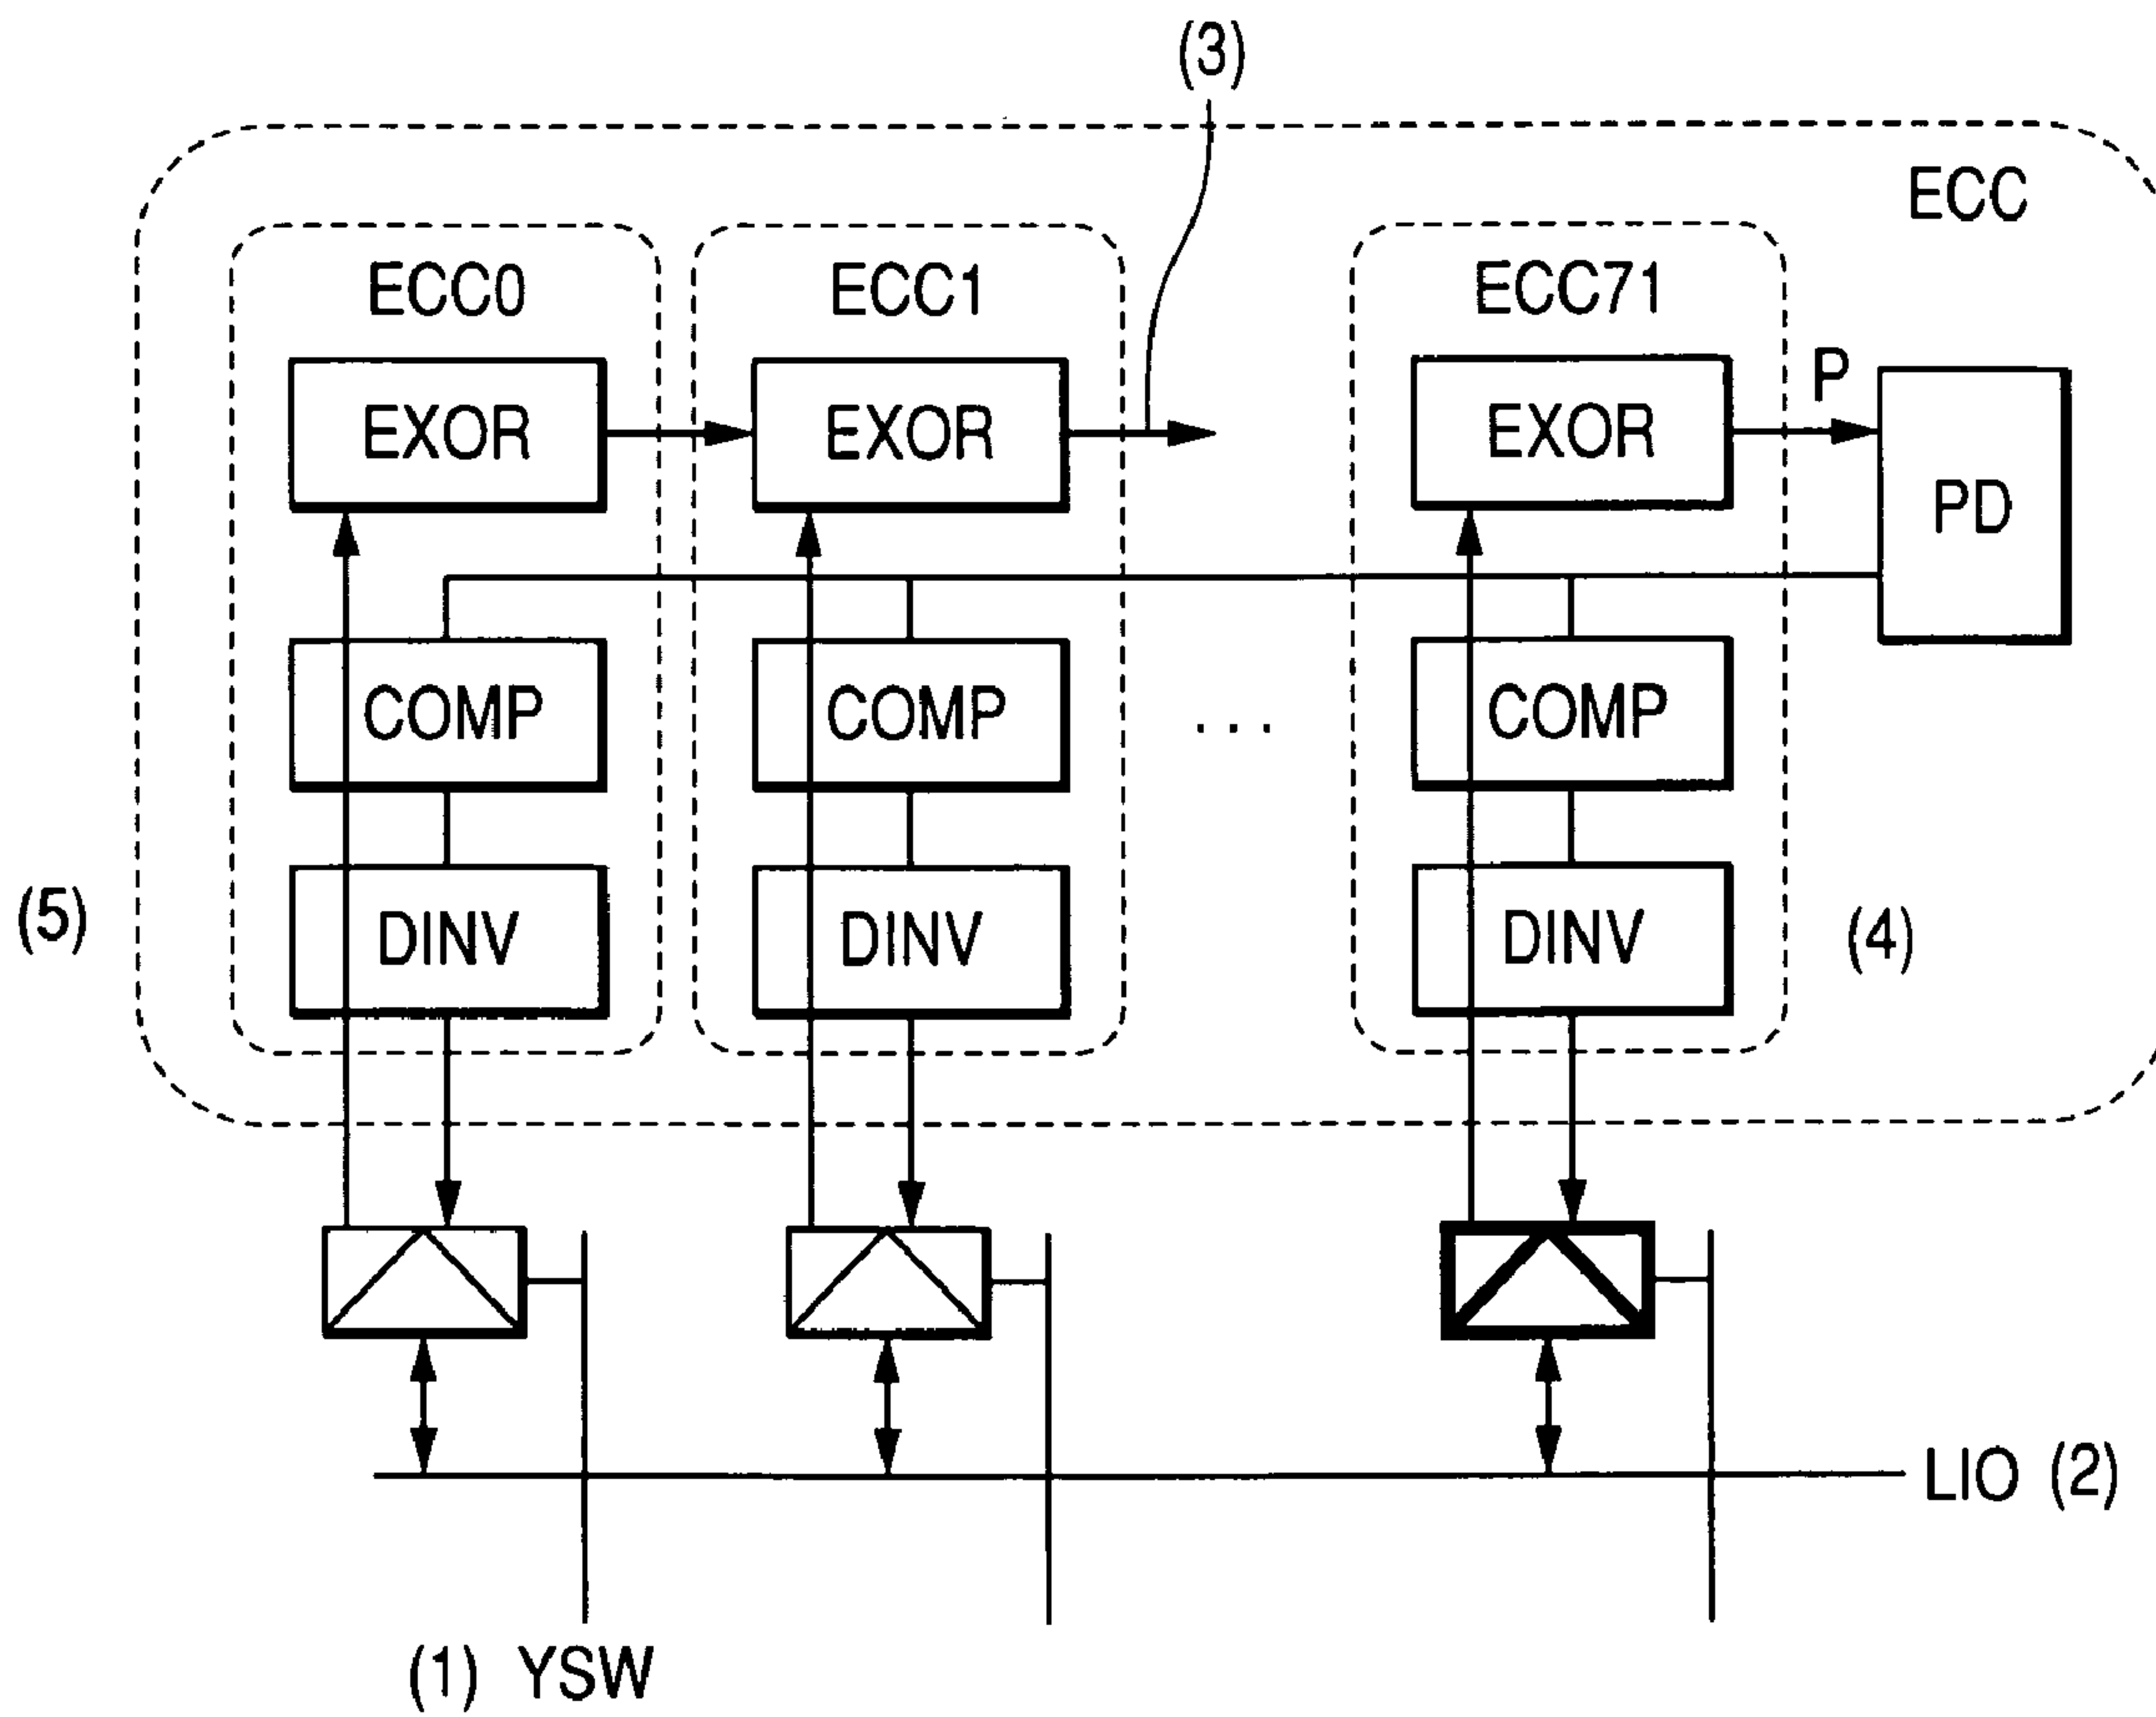 (3)
ECC
ECC0 ECC1 ECC71
EXOR EXOR EXOR P
PD
COMP COMP ... COMP
DINV DINV DINV
(5) (4)
LIO (2)
(1) YSW